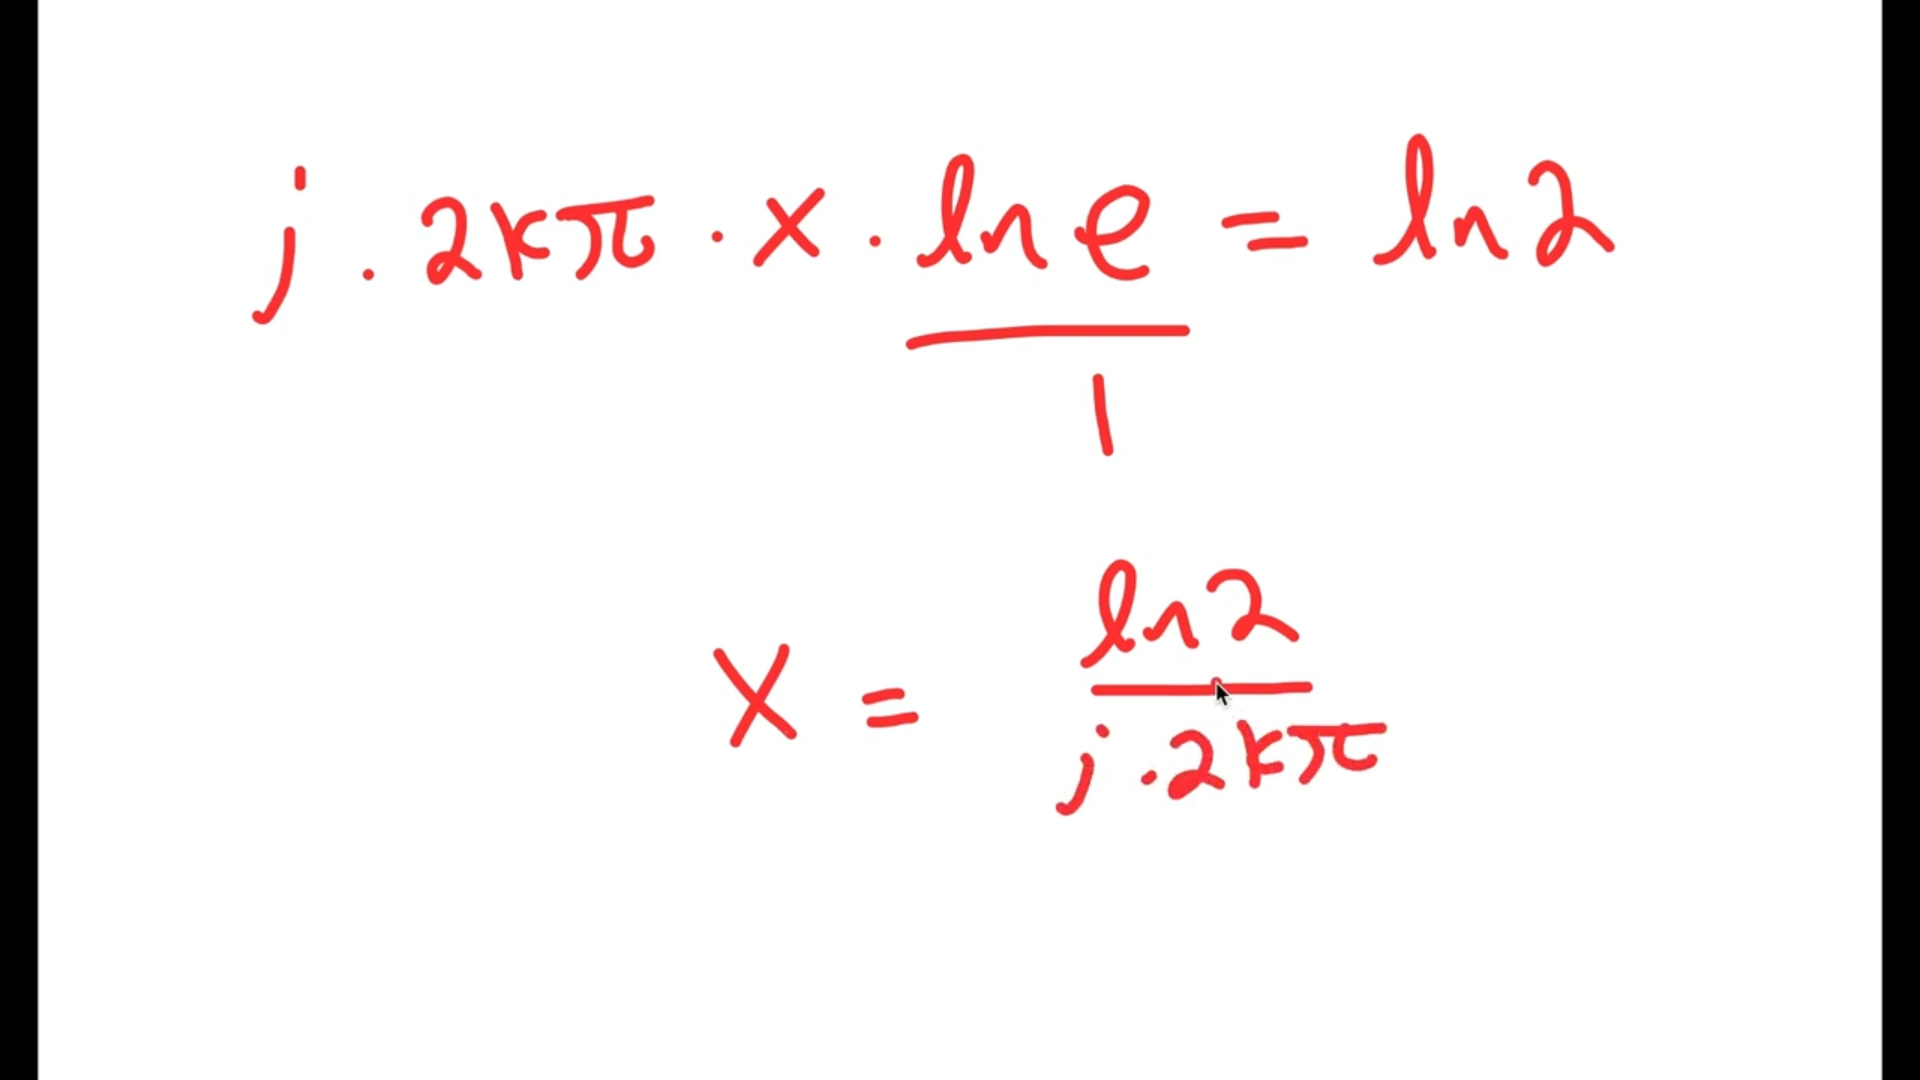 j . 2kπ . x . ln e = ln 2
1
x = ln 2
j . 2kπ